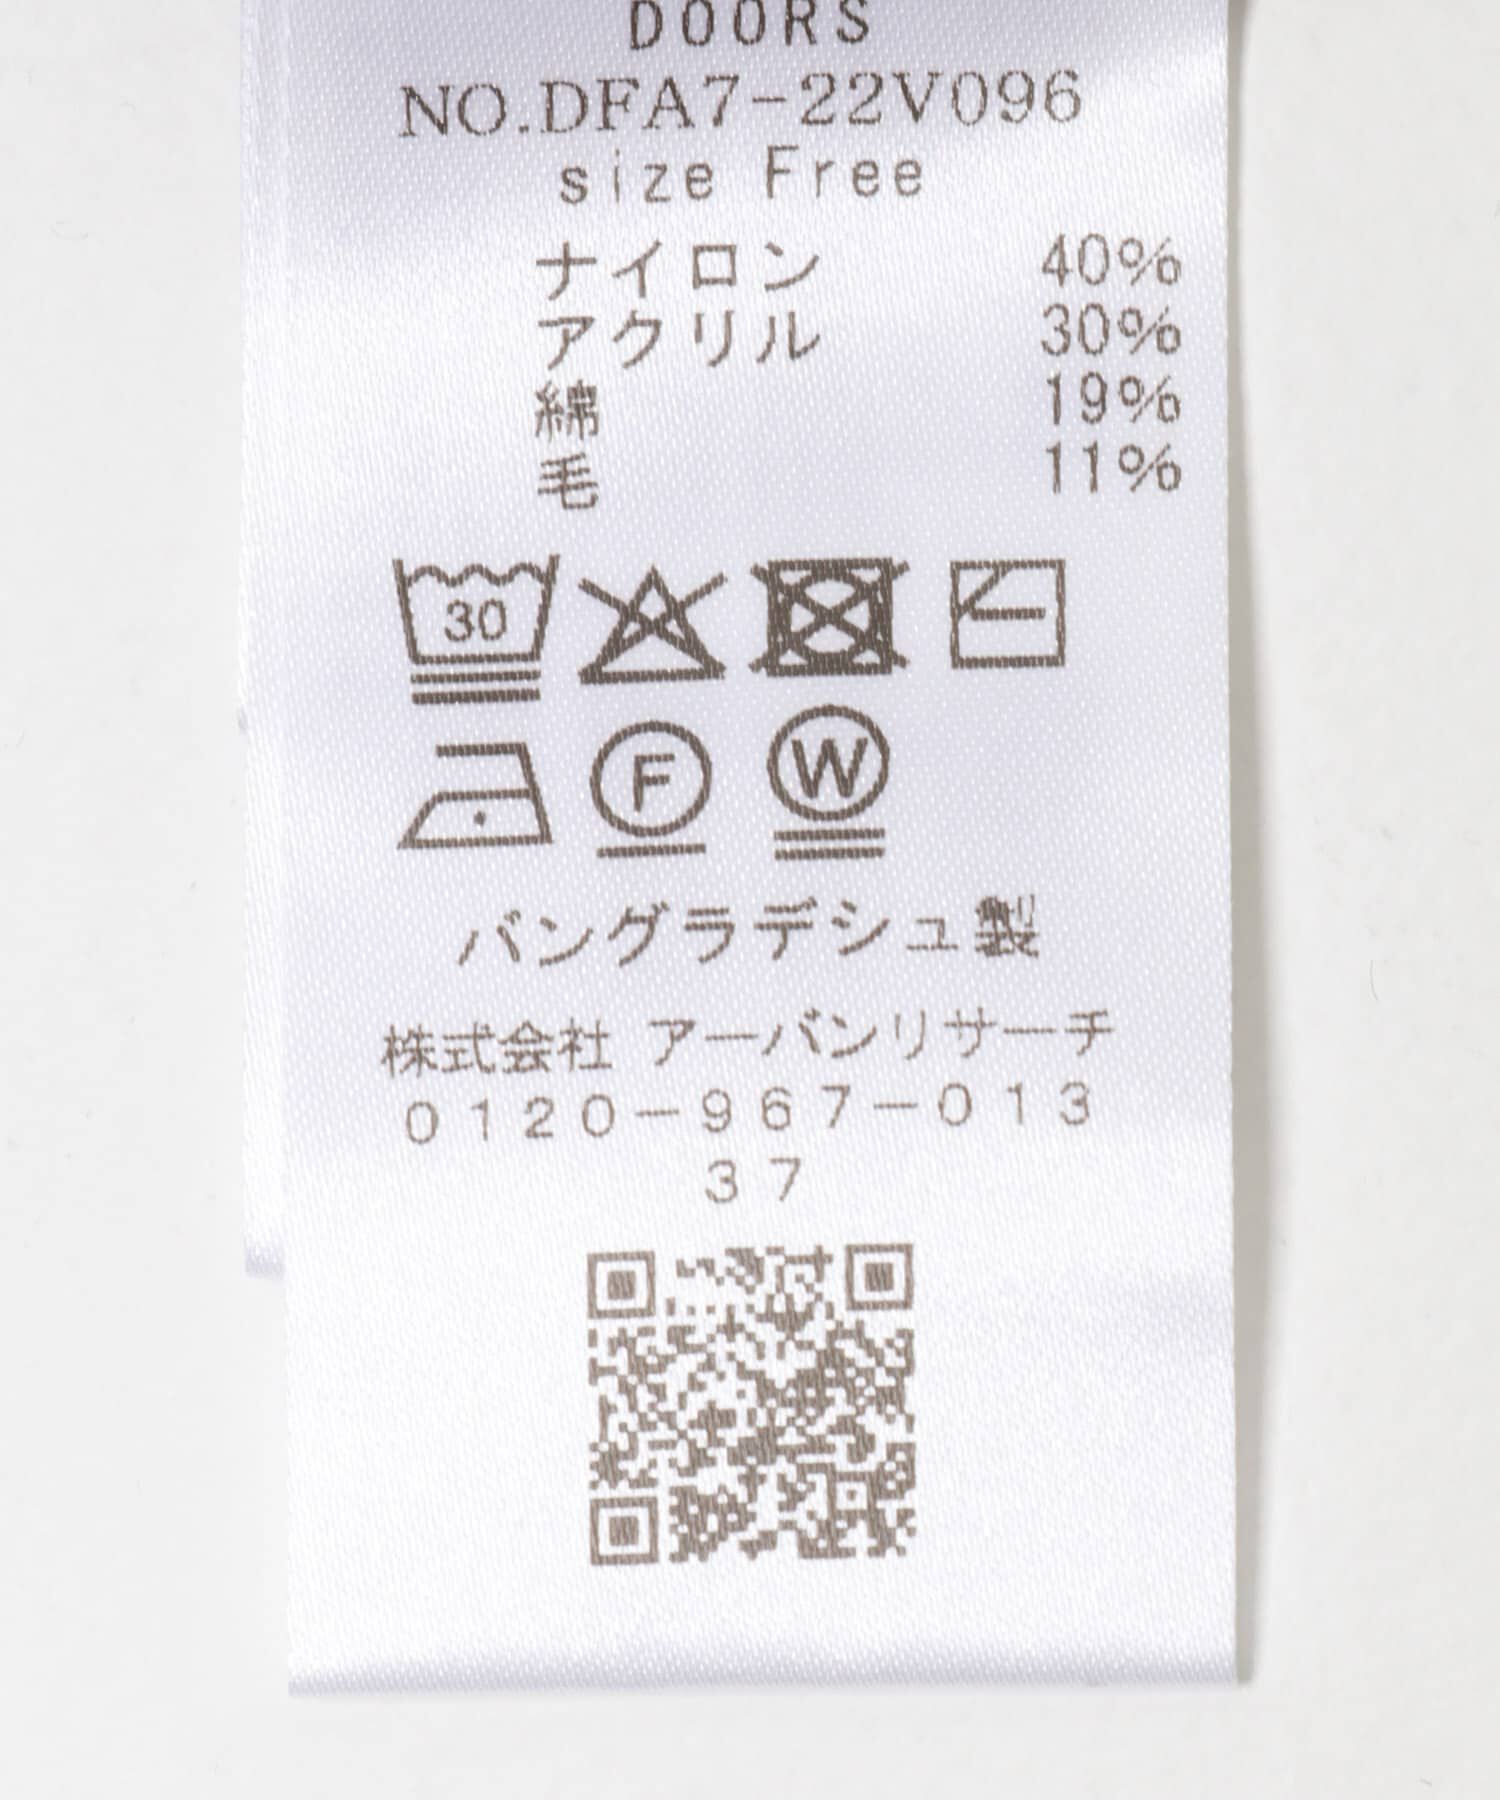 DOORS
NO.DFA7-22V096
size Free
ナイロン 40%
アクリル 30%
綿 19%
毛 11%
30
F W
バングラデシュ製
株式会社 アーバンリサーチ
0120-967-013
37